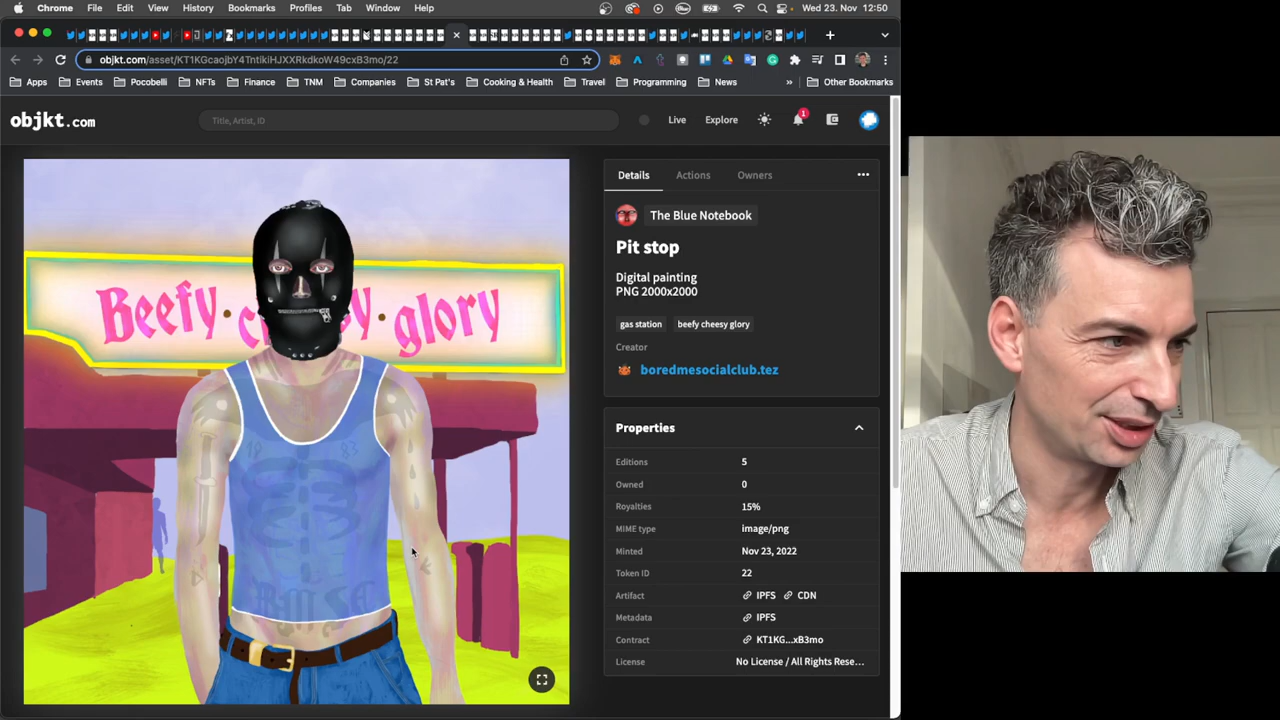 Chrome File Edit View History Bookmarks Profiles Tab Window Help Wed 23. Nov 12:50
objkt.com/asset/KT1KGcaojbY4TntikiHJXXRkdkoW49cxB3mo/22
Apps Events Pocobelli NFTs Finance TNM Companies St Pat's Cooking & Health Travel Programming News » Other Bookmarks
objkt.com Title, Artist, ID Live Explore 1
Details Actions Owners
The Blue Notebook
Pit stop
Digital painting
PNG 2000x2000
gas station beefy cheesy glory
Creator
boredmesocialclub.tez
Properties
Editions 5
Owned 0
Royalties 15%
MIME type image/png
Minted Nov 23, 2022
Token ID 22
Artifact IPFS CDN
Metadata IPFS
Contract KT1KG...xB3mo
License No License / All Rights Rese...
Beefy · c y · glory
18 83